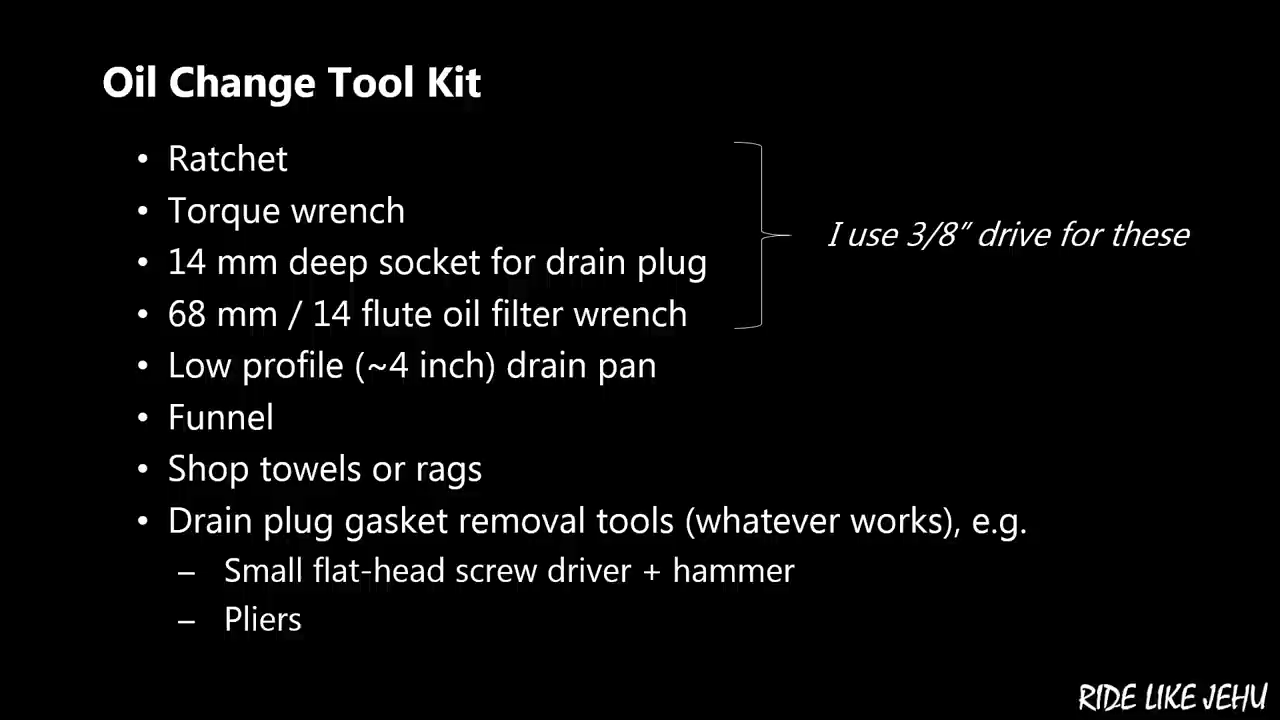 Oil Change Tool Kit
• Ratchet
• Torque wrench
• 14 mm deep socket for drain plug
• 68 mm / 14 flute oil filter wrench
I use 3/8” drive for these
• Low profile (~4 inch) drain pan
• Funnel
• Shop towels or rags
• Drain plug gasket removal tools (whatever works), e.g.
– Small flat-head screw driver + hammer
– Pliers
RIDE LIKE JEHU